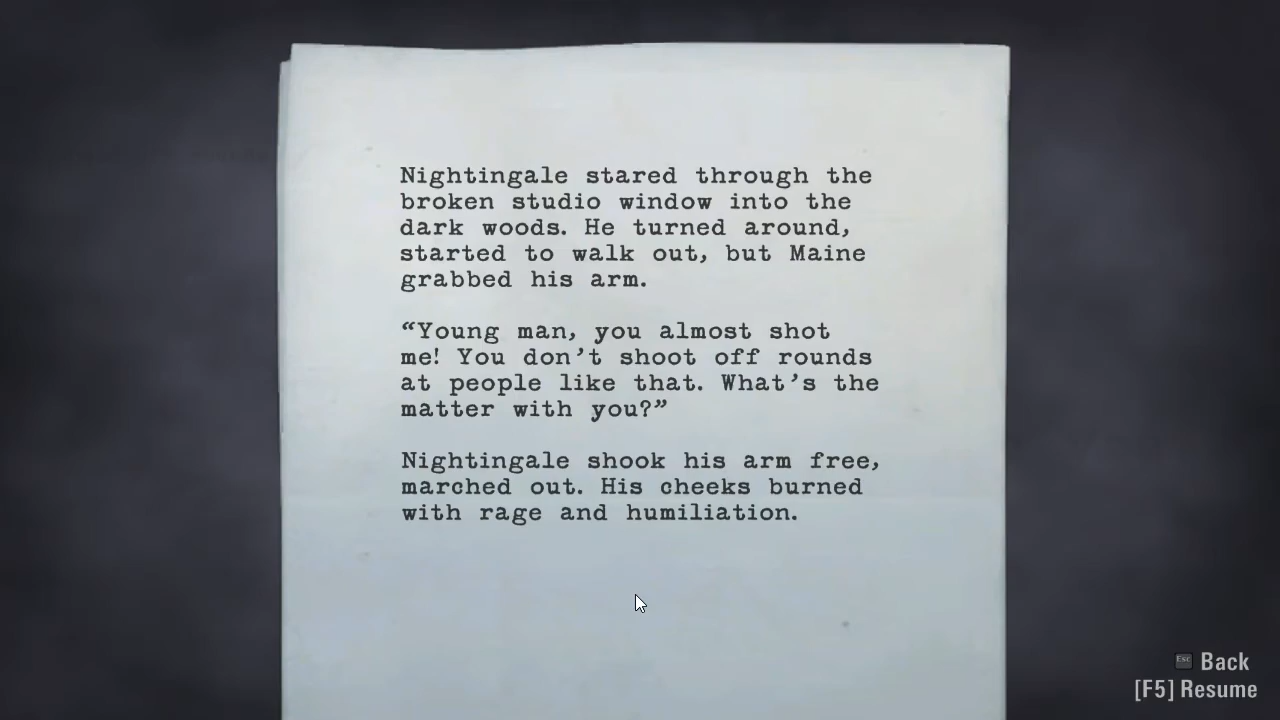 Nightingale stared through the
broken studio window into the
dark woods. He turned around,
started to walk out, but Maine
grabbed his arm.
“Young man, you almost shot
me! You don’t shoot off rounds
at people like that. What’s the
matter with you?”
Nightingale shook his arm free,
marched out. His cheeks burned
with rage and humiliation.
Esc Back
[F5] Resume